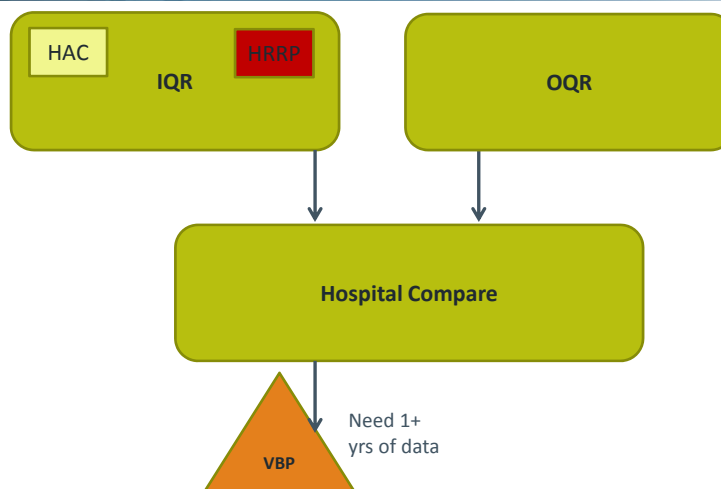 HAC
HRRP
IQR
OQR
Hospital Compare
Need 1+
yrs of data
VBP